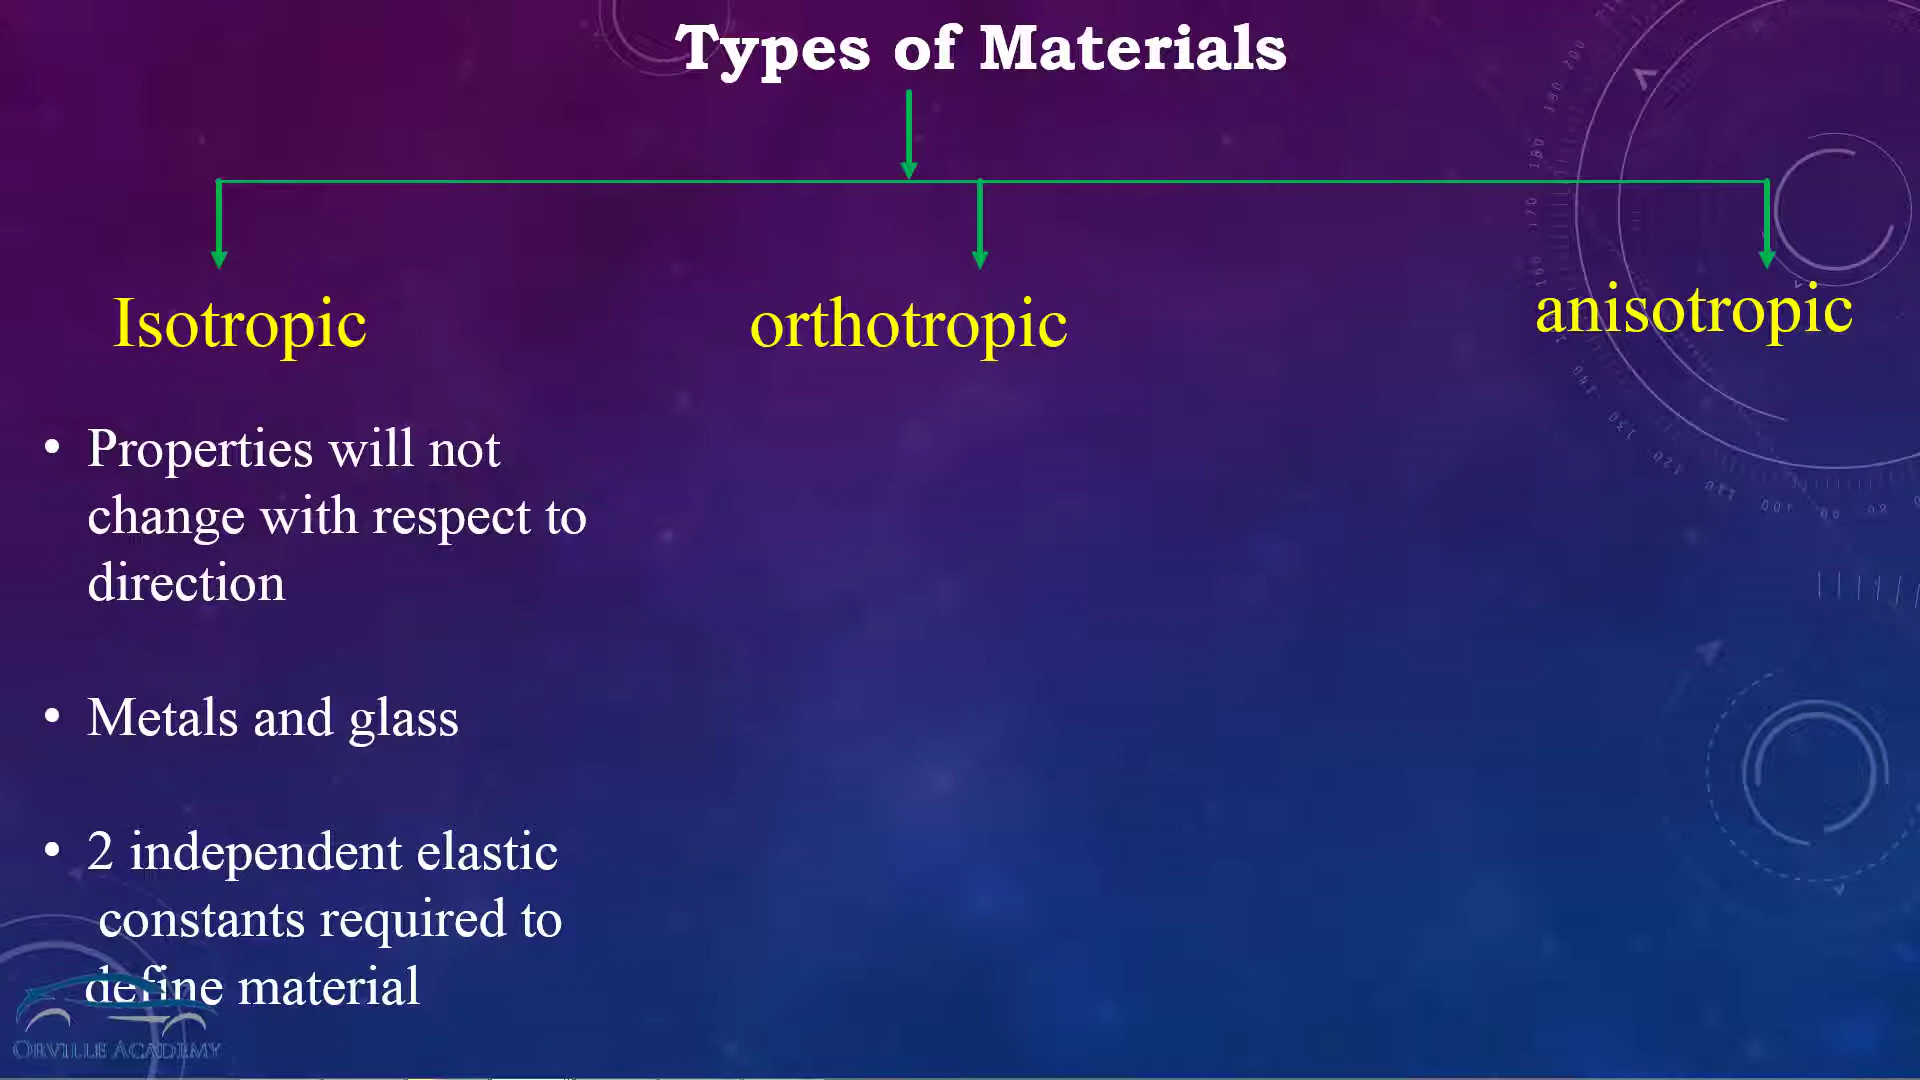 Types of Materials
Isotropic
orthotropic
anisotropic
• Properties will not
change with respect to
direction
• Metals and glass
• 2 independent elastic
constants required to
define material
ORVILLE ACADEMY